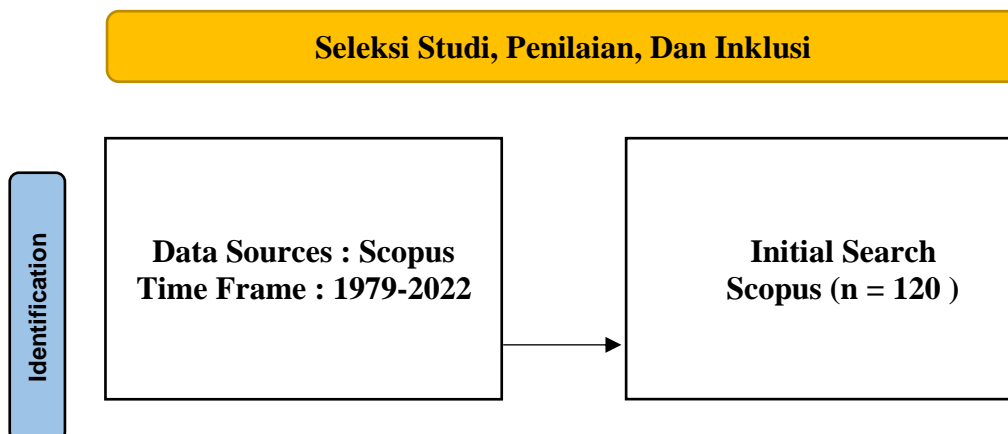 Seleksi Studi, Penilaian, Dan Inklusi
Identification
Data Sources : Scopus
Time Frame : 1979-2022
Initial Search
Scopus (n = 120 )